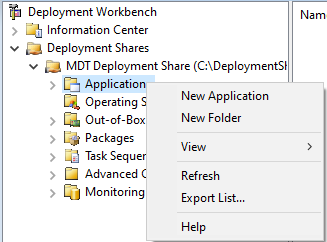 Deployment Workbench
Information Center
Deployment Shares
MDT Deployment Share (C:\DeploymentSh
Application
Operating S
Out-of-Box
Packages
Task Sequen
Advanced C
Monitoring
Name
New Application
New Folder
View
Refresh
Export List...
Help